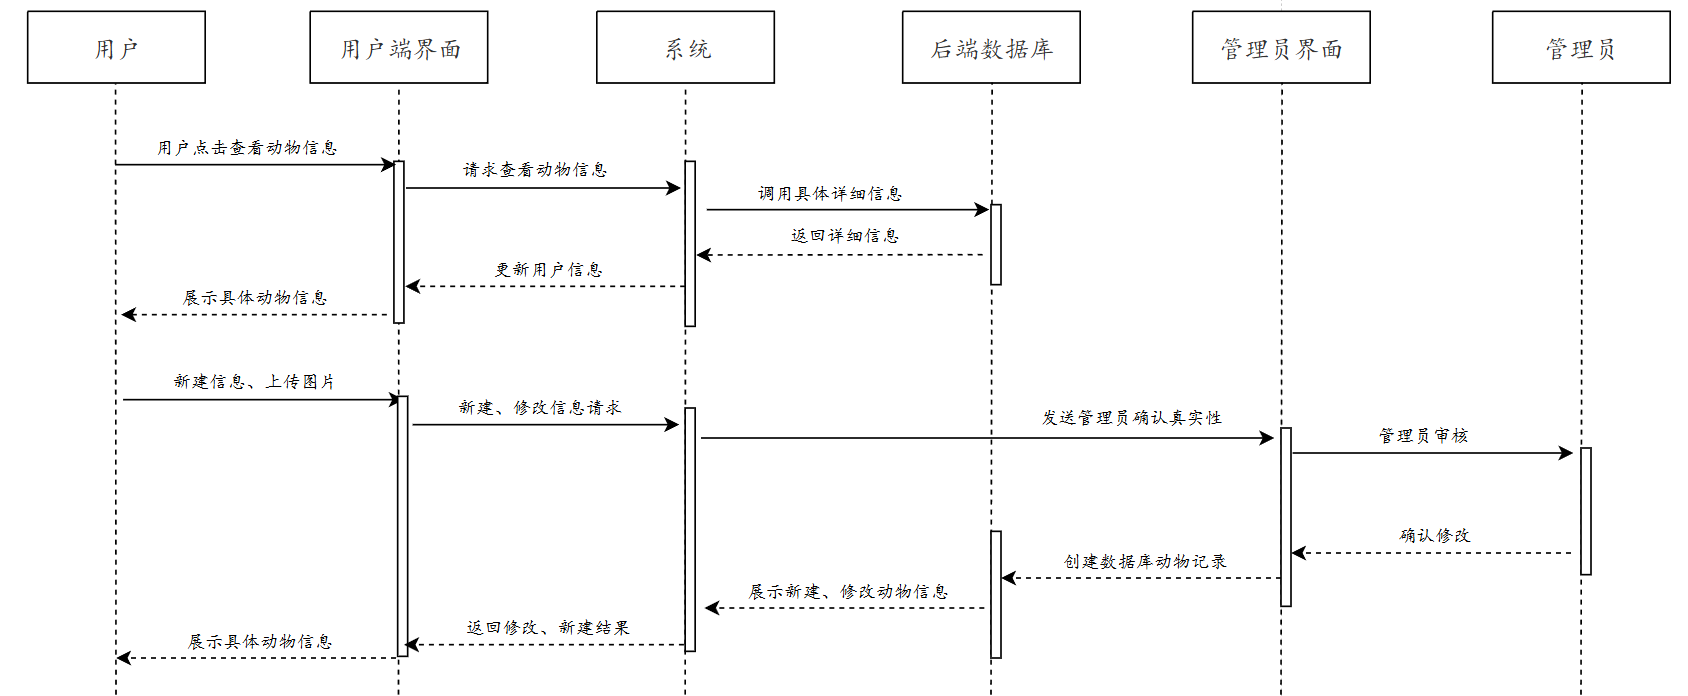 用户
用户端界面
系统
后端数据库
管理员界面
管理员
用户点击查看动物信息
请求查看动物信息
调用具体详细信息
返回详细信息
更新用户信息
展示具体动物信息
新建信息、上传图片
新建、修改信息请求
发送管理员确认真实性
管理员审核
确认修改
创建数据库动物记录
展示新建、修改动物信息
返回修改、新建结果
展示具体动物信息